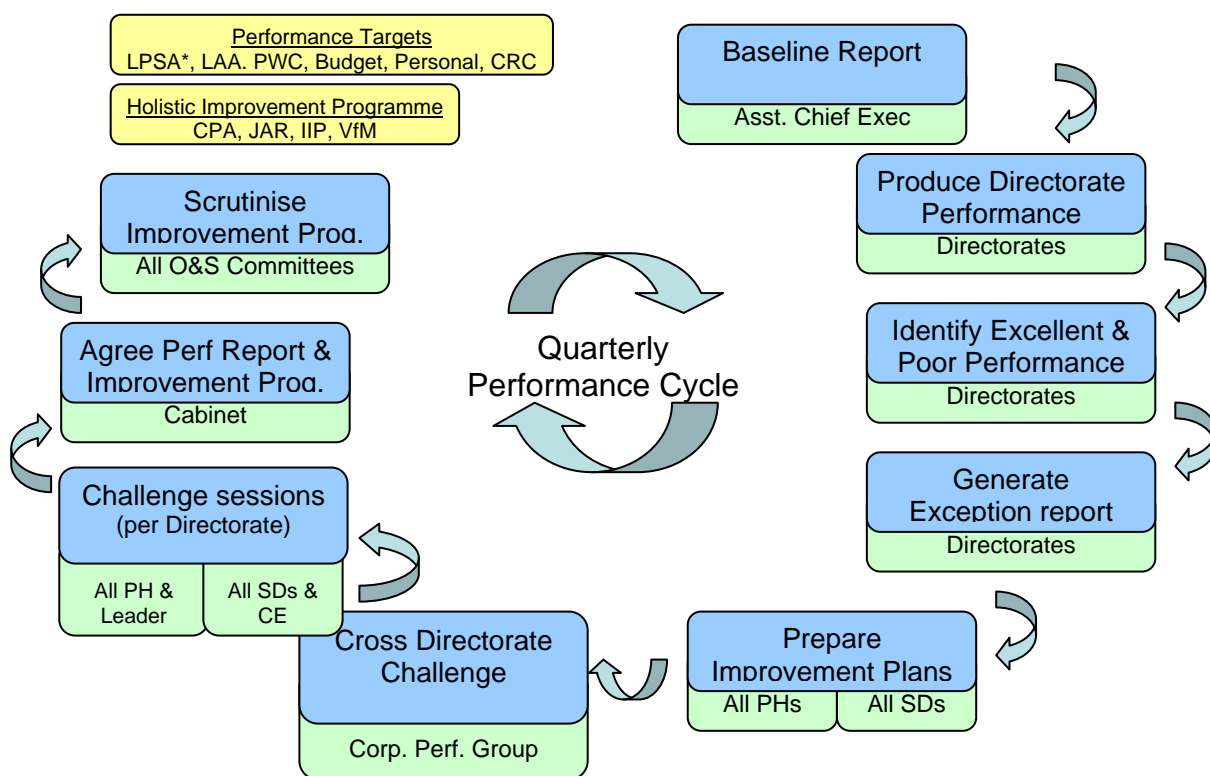 Performance Targets
LPSA*, LAA. PWC, Budget, Personal, CRC
Holistic Improvement Programme
CPA, JAR, IIP, VfM
Baseline Report
Asst. Chief Exec
Produce Directorate
Performance
Directorates
Identify Excellent &
Poor Performance
Directorates
Generate
Exception report
Directorates
Prepare
Improvement Plans
All PHs
All SDs
Cross Directorate
Challenge
Corp. Perf. Group
Challenge sessions
(per Directorate)
All PH &
Leader
All SDs &
CE
Agree Perf Report &
Improvement Prog.
Cabinet
Scrutinise
Improvement Prog.
All O&S Committees
Quarterly
Performance Cycle